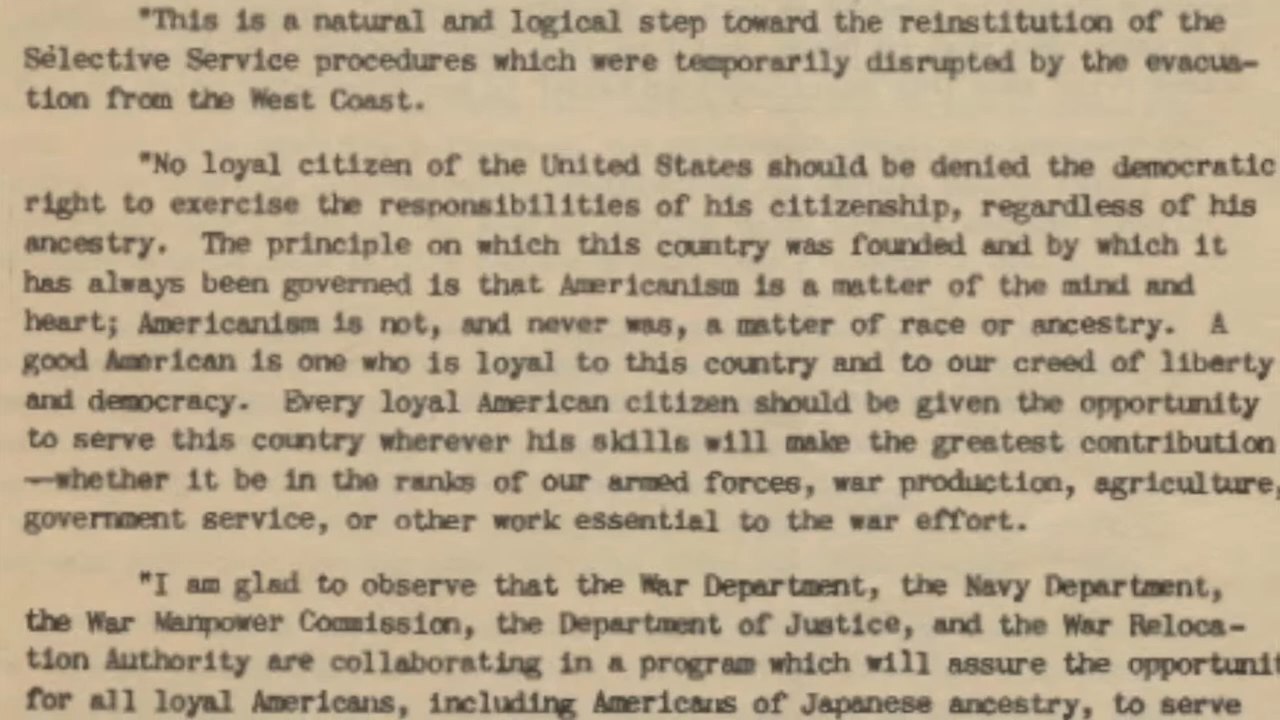 "This is a natural and logical step toward the reinstitution of the
Selective Service procedures which were temporarily disrupted by the evacua-
tion from the West Coast.
"No loyal citizen of the United States should be denied the democratic
right to exercise the responsibilities of his citizenship, regardless of his
ancestry. The principle on which this country was founded and by which it
has always been governed is that Americanism is a matter of the mind and
heart; Americanism is not, and never was, a matter of race or ancestry. A
good American is one who is loyal to this country and to our creed of liberty
and democracy. Every loyal American citizen should be given the opportunity
to serve this country wherever his skills will make the greatest contribution
—whether it be in the ranks of our armed forces, war production, agriculture,
government service, or other work essential to the war effort.
"I am glad to observe that the War Department, the Navy Department,
the War Manpower Commission, the Department of Justice, and the War Reloca-
tion Authority are collaborating in a program which will assure the opportunit
for all loyal Americans, including Americans of Japanese ancestry, to serve